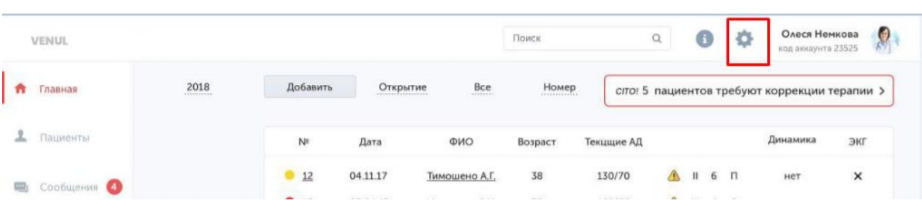 VENUL
Поиск
Олеся Немкова
код аккаунта 23525
Главная
2018
Добавить
Открытие
Все
Номер
CITO! 5 пациентов требуют коррекции терапии >
Пациенты
№ Дата ФИО Возраст Текщщие АД Динамика ЭКГ
12 04.11.17 Тимошено А.Г. 38 130/70 II 6 П нет ×
Сообщения 4